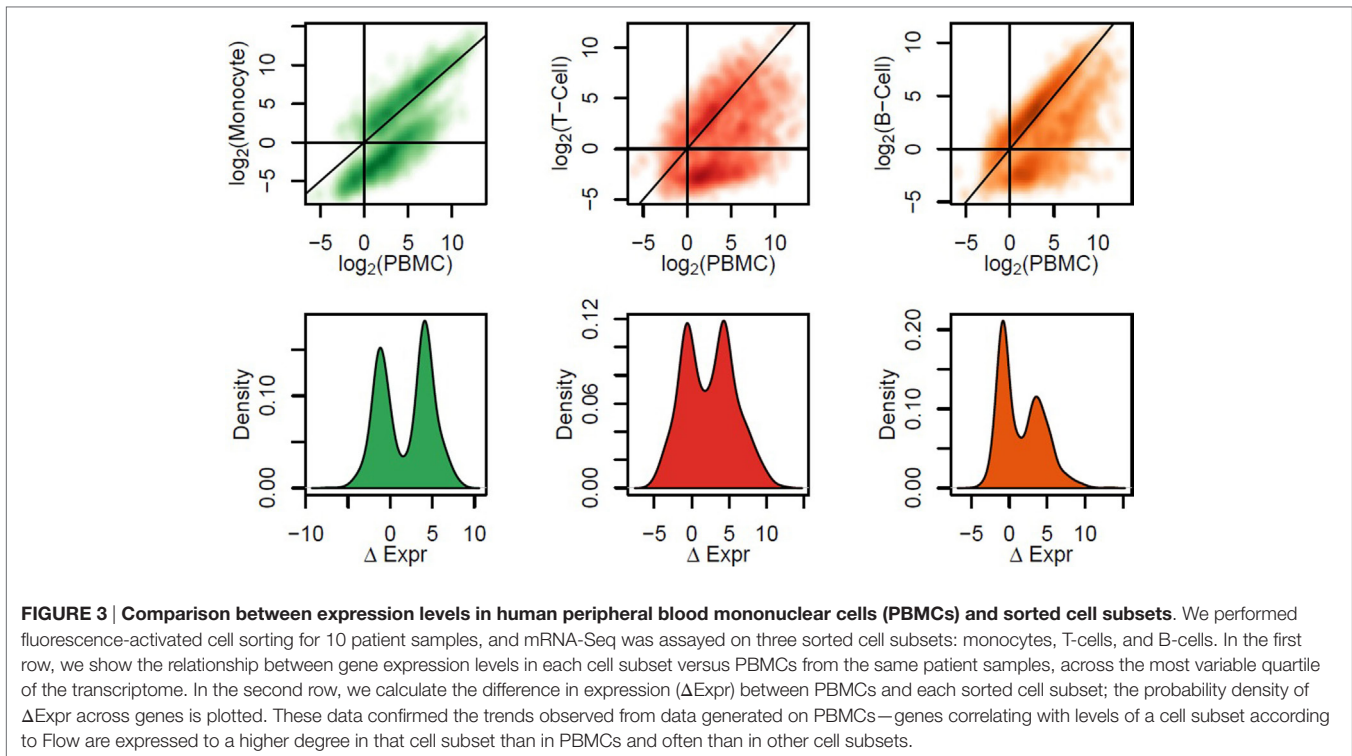 log2(Monocyte)
10
5
0
−5
−5 0 5 10
log2(PBMC)
log2(T−Cell)
10
5
0
−5
−5 0 5 10
log2(PBMC)
log2(B−Cell)
10
5
0
−5
−5 0 5 10
log2(PBMC)
Density
0.10
0.00
−10 −5 0 5 10
Δ Expr
Density
0.12
0.06
0.00
−5 0 5 10
Δ Expr
Density
0.20
0.10
0.00
−5 0 5 10
Δ Expr
FIGURE 3 | Comparison between expression levels in human peripheral blood mononuclear cells (PBMCs) and sorted cell subsets. We performed
fluorescence-activated cell sorting for 10 patient samples, and mRNA-Seq was assayed on three sorted cell subsets: monocytes, T-cells, and B-cells. In the first
row, we show the relationship between gene expression levels in each cell subset versus PBMCs from the same patient samples, across the most variable quartile
of the transcriptome. In the second row, we calculate the difference in expression (ΔExpr) between PBMCs and each sorted cell subset; the probability density of
ΔExpr across genes is plotted. These data confirmed the trends observed from data generated on PBMCs—genes correlating with levels of a cell subset according
to Flow are expressed to a higher degree in that cell subset than in PBMCs and often than in other cell subsets.